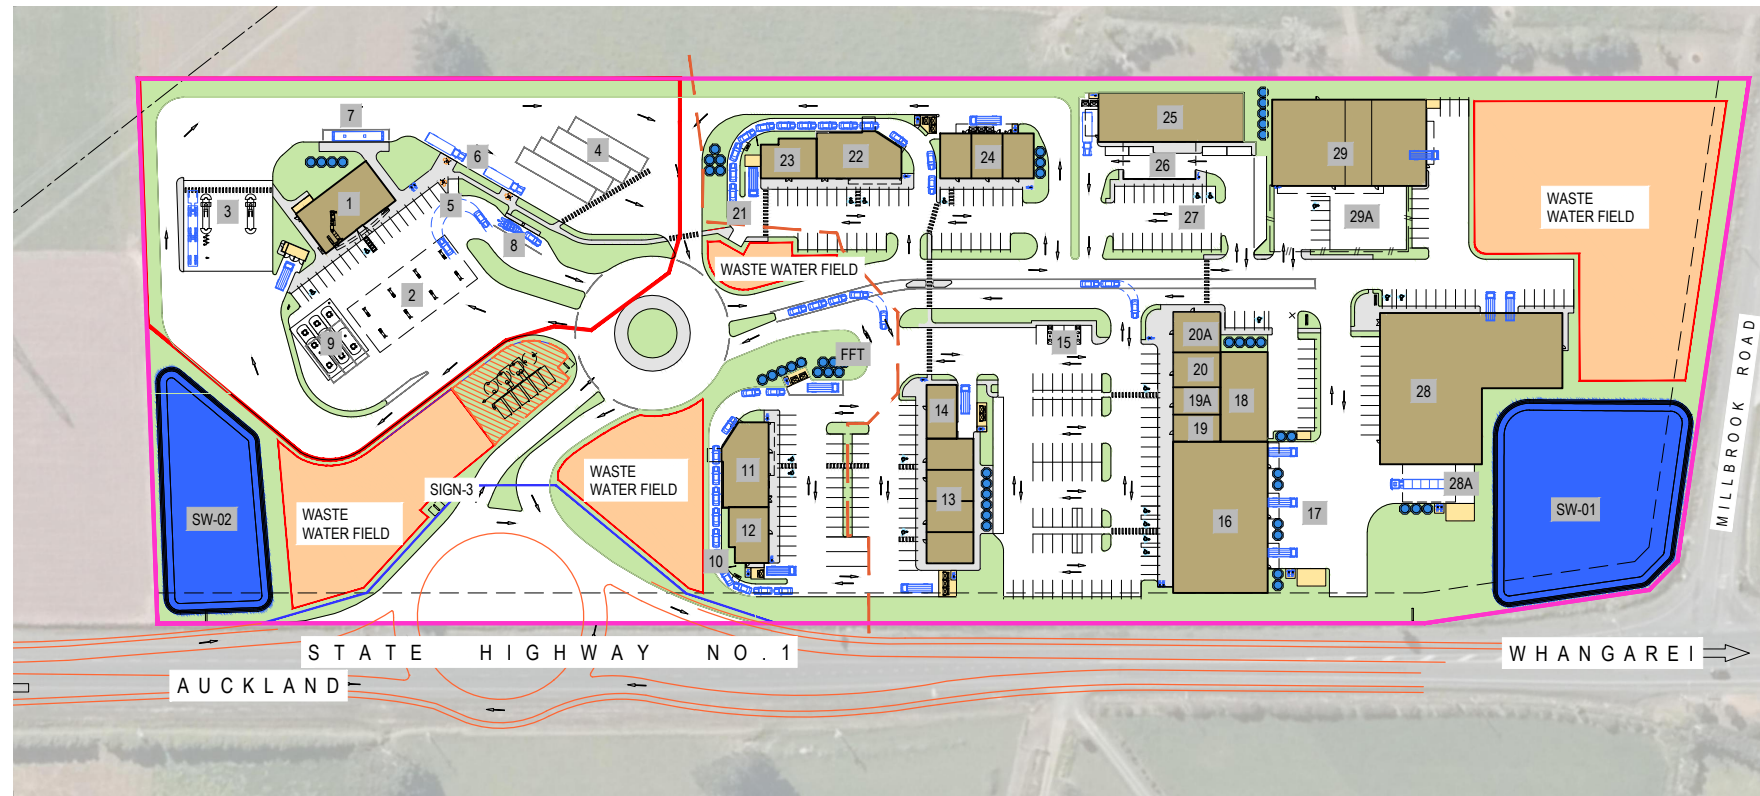 7
6
4
3
1
5
8
2
9
23
22
24
25
26
29
21
27
29A
WASTE
WATER FIELD
WASTE WATER FIELD
FFT
15
20A
20
19A
19
18
28
14
11
13
12
10
16
17
28A
SIGN-3
WASTE
WATER FIELD
WASTE
WATER FIELD
SW-02
SW-01
MILLBROOK ROAD
STATE HIGHWAY NO.1
WHANGAREI
AUCKLAND